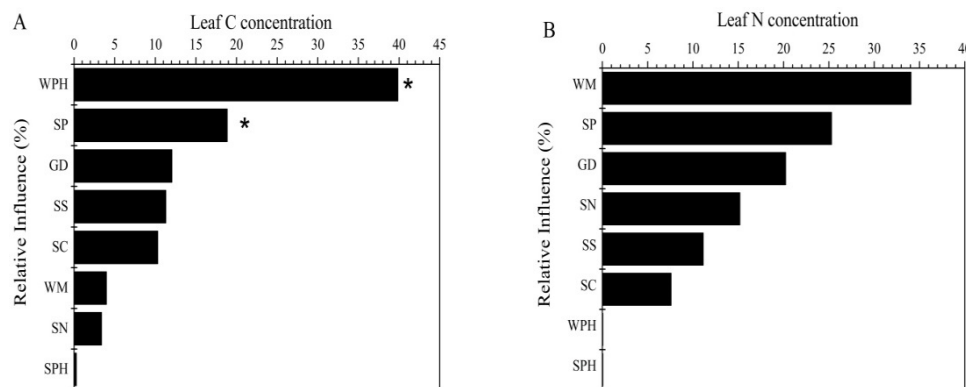 A
Leaf C concentration
0 5 10 15 20 25 30 35 40 45
Relative Influence (%)
WPH
*
SP
*
GD
SS
SC
WM
SN
SPH
B
Leaf N concentration
0 5 10 15 20 25 30 35 40
Relative Influence (%)
WM
SP
GD
SN
SS
SC
WPH
SPH